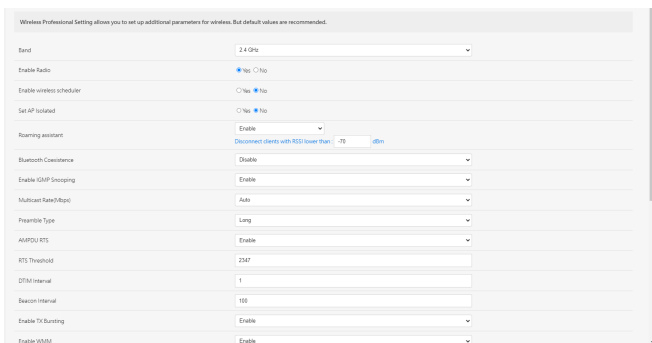 Wireless Professional Setting allows you to set up additional parameters for wireless. But default values are recommended.
Band 2.4 GHz
Enable Radio Yes No
Enable wireless scheduler Yes No
Set AP Isolated Yes No
Roaming assistant Enable
Disconnect clients with RSSI lower than : -70 dBm
Bluetooth Coexistence Disable
Enable IGMP Snooping Enable
Multicast Rate(Mbps) Auto
Preamble Type Long
AMPDU RTS Enable
RTS Threshold 2347
DTIM Interval 1
Beacon Interval 100
Enable TX Bursting Enable
Enable WMM Enable